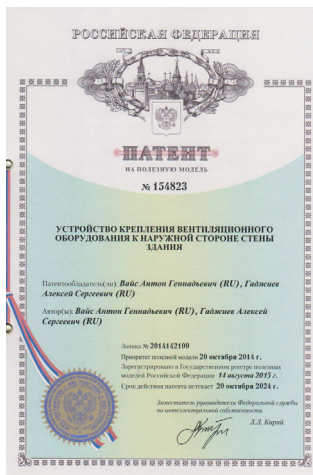 РОССИЙСКАЯ ФЕДЕРАЦИЯ
ПАТЕНТ
НА ПОЛЕЗНУЮ МОДЕЛЬ
№ 154823
УСТРОЙСТВО КРЕПЛЕНИЯ ВЕНТИЛЯЦИОННОГО
ОБОРУДОВАНИЯ К НАРУЖНОЙ СТОРОНЕ СТЕНЫ
ЗДАНИЯ
Патентообладатель(ли): Вайс Антон Геннадьевич (RU), Гаджиев
Алексей Сергеевич (RU)
Автор(ы): Вайс Антон Геннадьевич (RU), Гаджиев Алексей
Сергеевич (RU)
Заявка № 2014142109
Приоритет полезной модели 20 октября 2014 г.
Зарегистрировано в Государственном реестре полезных
моделей Российской Федерации 14 августа 2015 г.
Срок действия патента истекает 20 октября 2024 г.
Заместитель руководителя Федеральной службы
по интеллектуальной собственности
Л.Л. Кирий